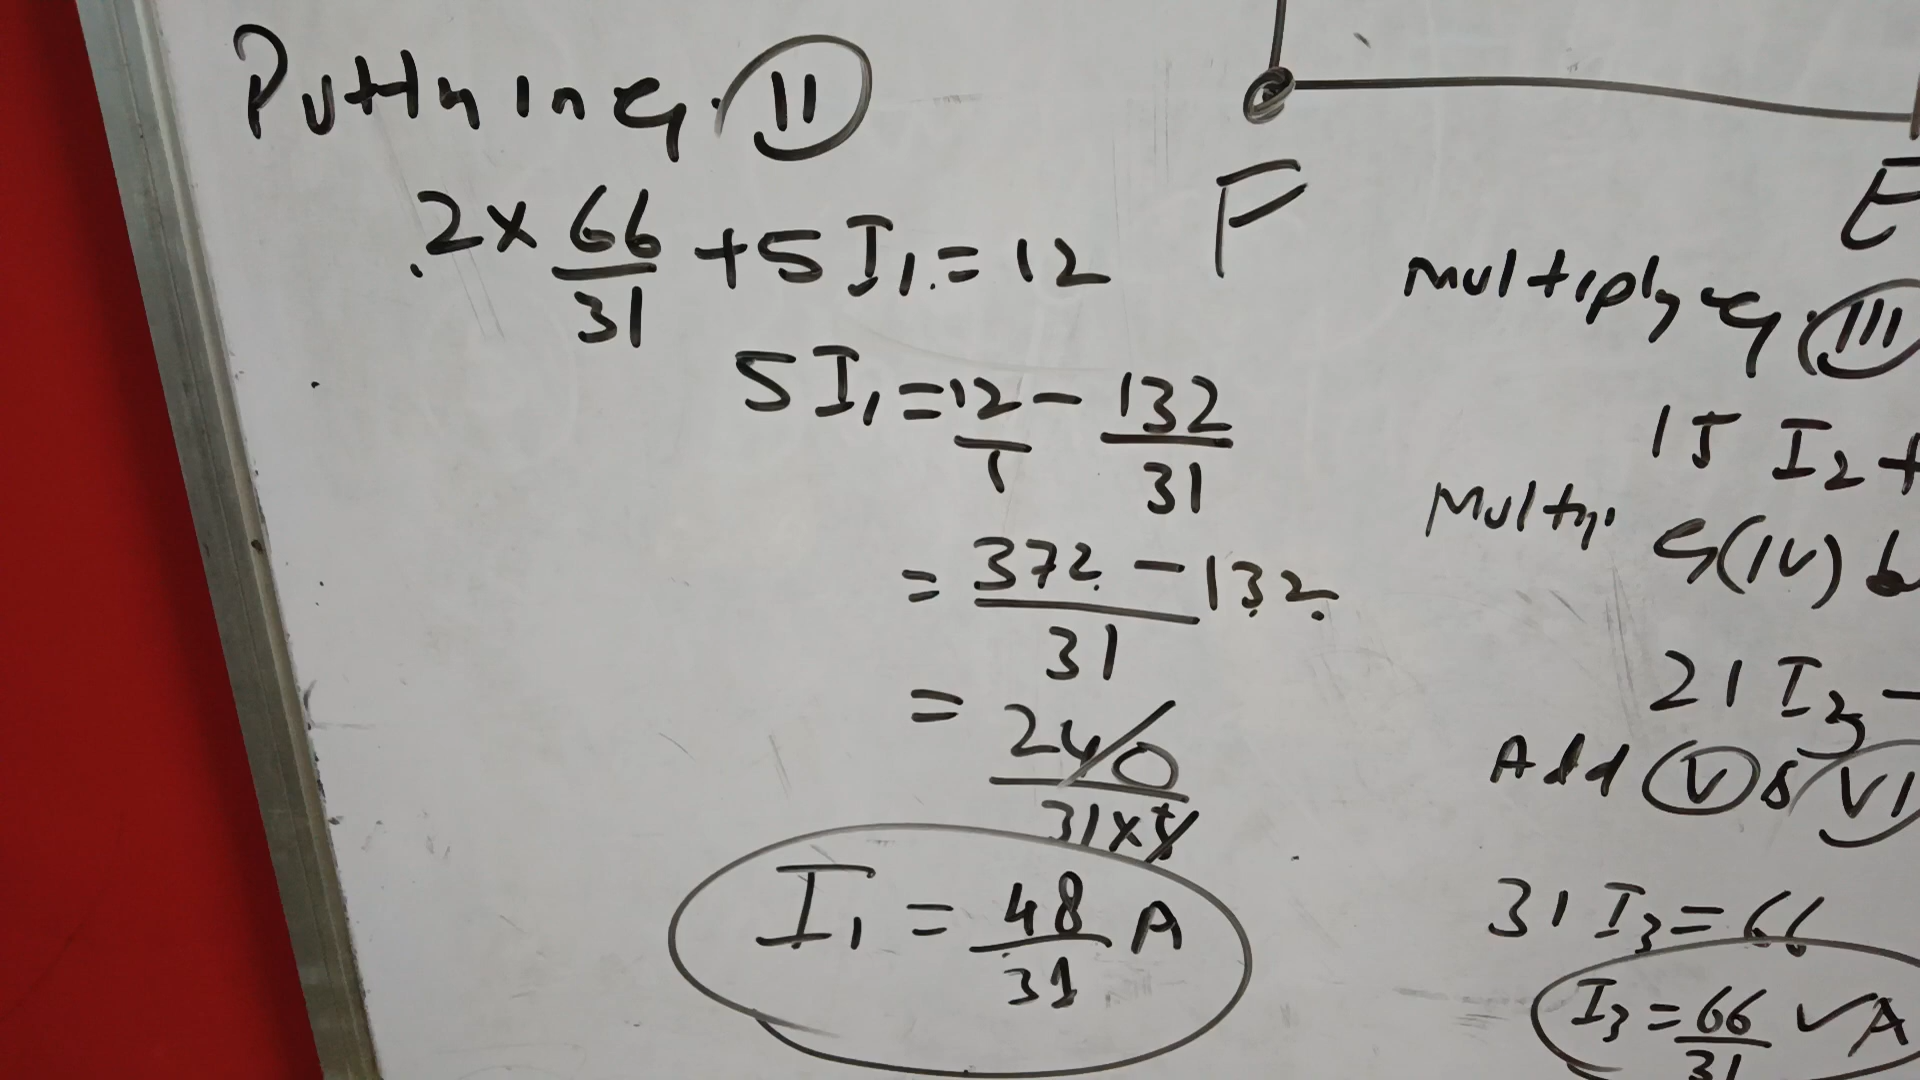 Putting in eq. II
2 × 66/31 + 5 I₁ = 12
5 I₁ = 12/1 - 132/31
= 372 - 132 / 31
= 240 / 31×5
I₁ = 48/31 A
F
E
Multiply eq. III
15 I₂ +
Multiply eq (IV) b
21 I₃ -
Add V & VI
31 I₃ = 66
I₃ = 66/31 ✓ A